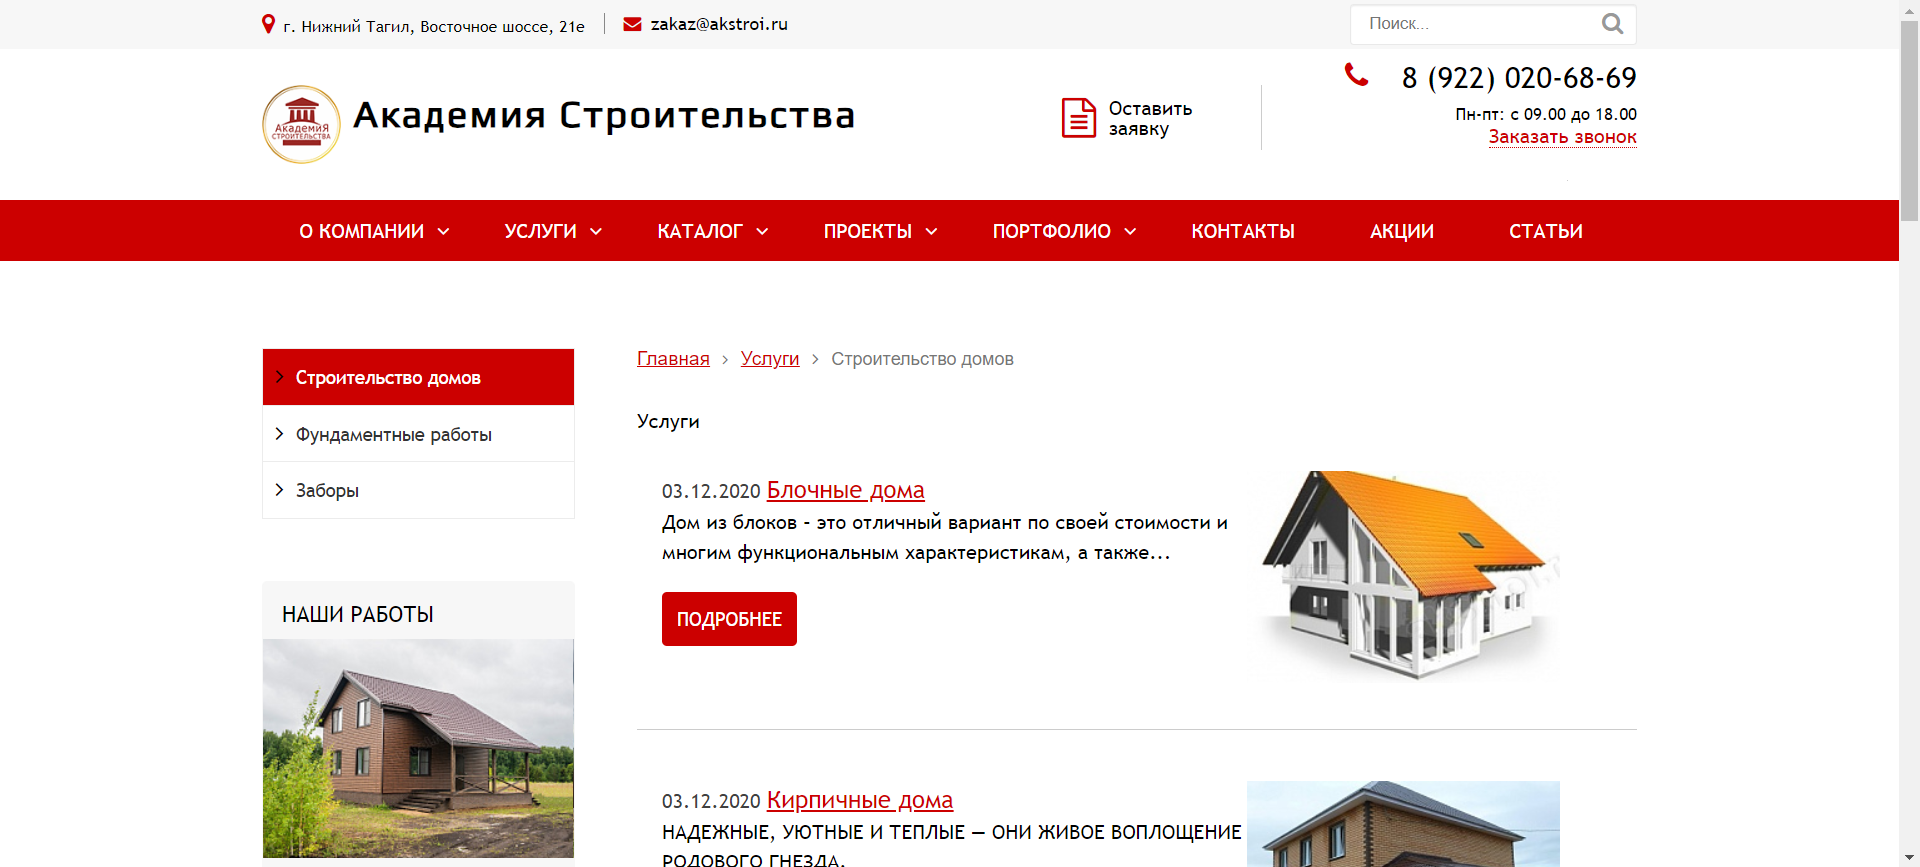 г. Нижний Тагил, Восточное шоссе, 21е
zakaz@akstroi.ru
Поиск...
АкадемиЯ
СТРОИТЕЛЬСТВА
Академия Строительства
Оставить
заявку
8 (922) 020-68-69
Пн-пт: с 09.00 до 18.00
Заказать звонок
О КОМПАНИИ
УСЛУГИ
КАТАЛОГ
ПРОЕКТЫ
ПОРТФОЛИО
КОНТАКТЫ
АКЦИИ
СТАТЬИ
Строительство домов
Фундаментные работы
Заборы
НАШИ РАБОТЫ
Главная > Услуги > Строительство домов
Услуги
03.12.2020 Блочные дома
Дом из блоков - это отличный вариант по своей стоимости и
многим функциональным характеристикам, а также...
ПОДРОБНЕЕ
03.12.2020 Кирпичные дома
НАДЕЖНЫЕ, УЮТНЫЕ И ТЕПЛЫЕ — ОНИ ЖИВОЕ ВОПЛОЩЕНИЕ
РОДОВОГО ГНЕЗДА.